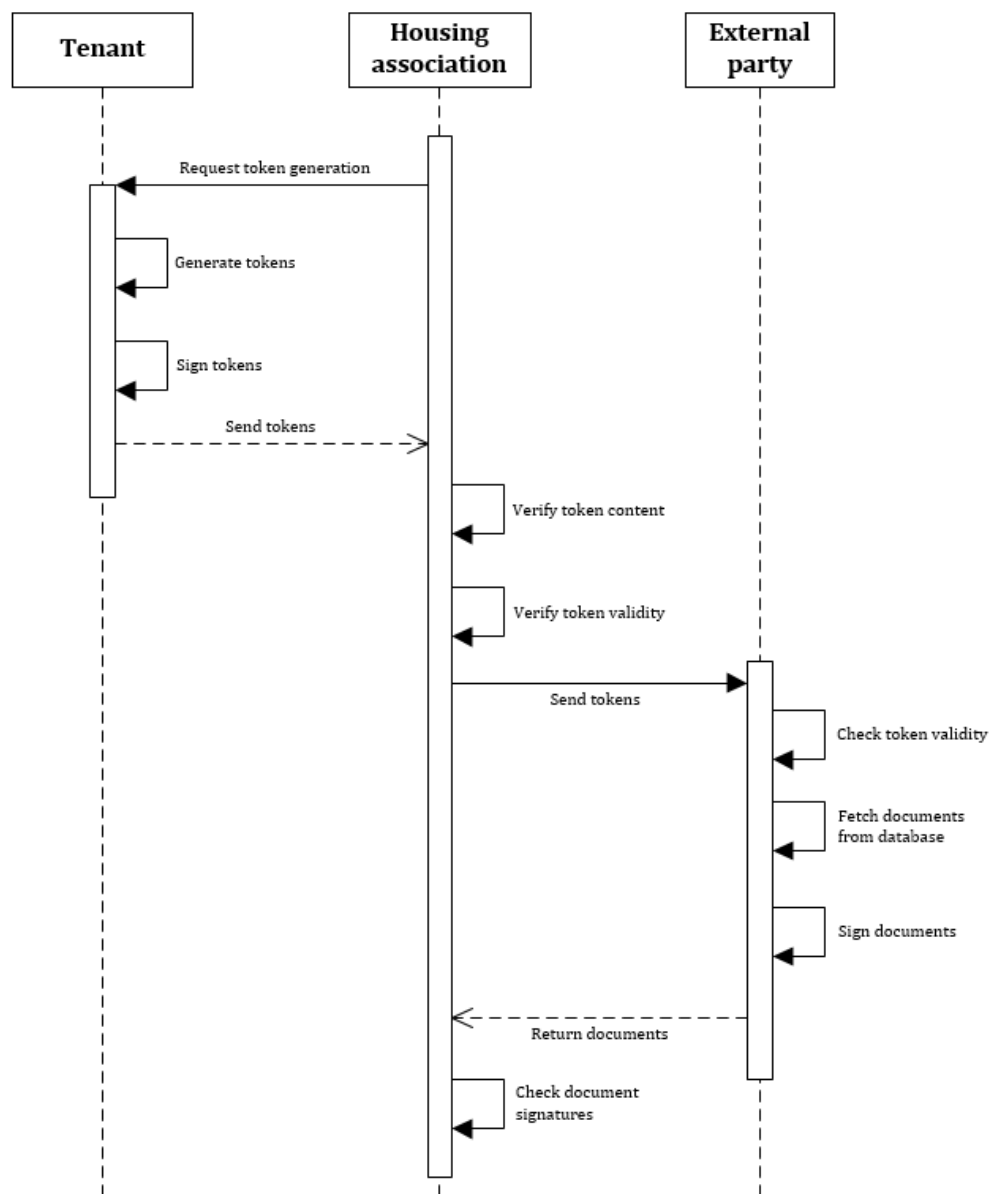 Tenant
Housing
association
External
party
Request token generation
Generate tokens
Sign tokens
Send tokens
Verify token content
Verify token validity
Send tokens
Check token validity
Fetch documents
from database
Sign documents
Return documents
Check document
signatures